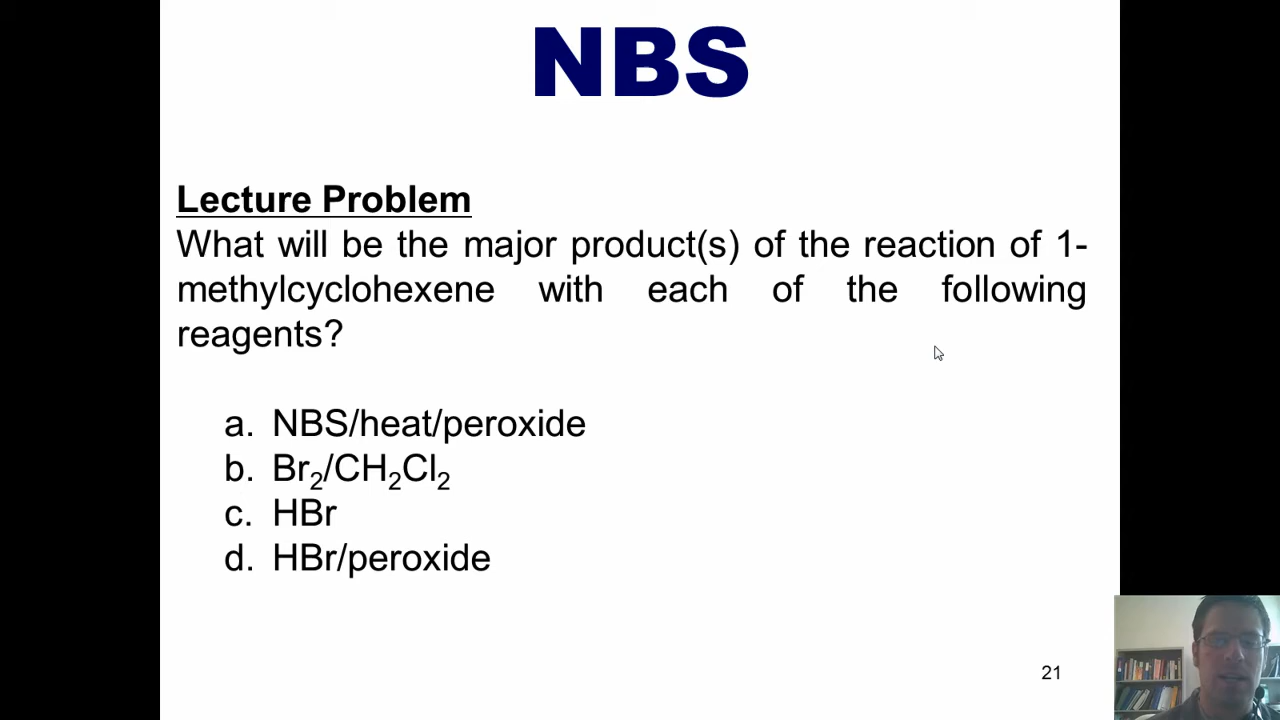 NBS
Lecture Problem
What will be the major product(s) of the reaction of 1-
methylcyclohexene with each of the following
reagents?
a. NBS/heat/peroxide
b. Br₂/CH₂Cl₂
c. HBr
d. HBr/peroxide
21